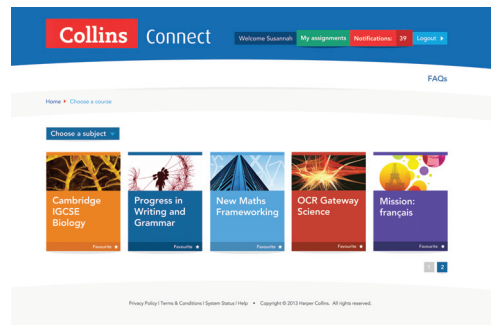 Collins Connect
Welcome Susannah My assignments Notifications: 39 Logout
FAQs
Home Choose a course
Choose a subject
Cambridge
IGCSE
Biology
Favourite
Progress in
Writing and
Grammar
Favourite
New Maths
Frameworking
Favourite
OCR Gateway
Science
Favourite
Mission:
français
Favourite
1 2
Privacy Policy I Terms & Conditions I System Status I Help • Copyright © 2013 Harper Collins. All rights reserved.